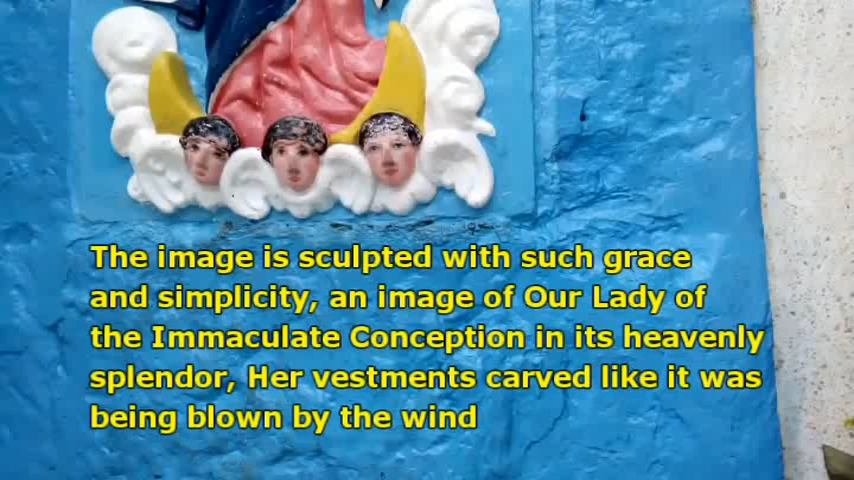 The image is sculpted with such grace
and simplicity, an image of Our Lady of
the Immaculate Conception in its heavenly
splendor, Her vestments carved like it was
being blown by the wind